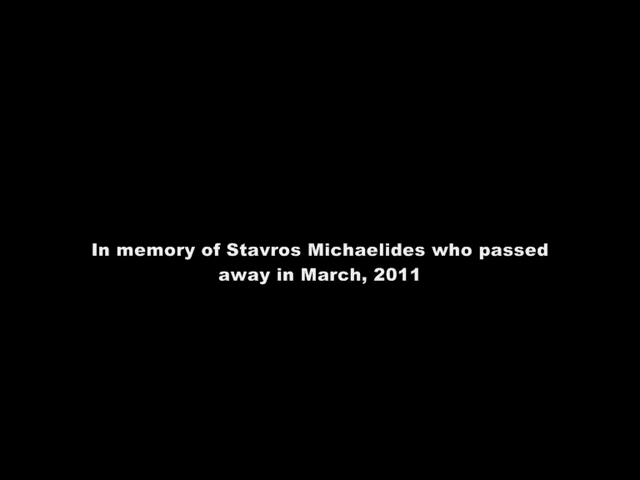 In memory of Stavros Michaelides who passed
away in March, 2011